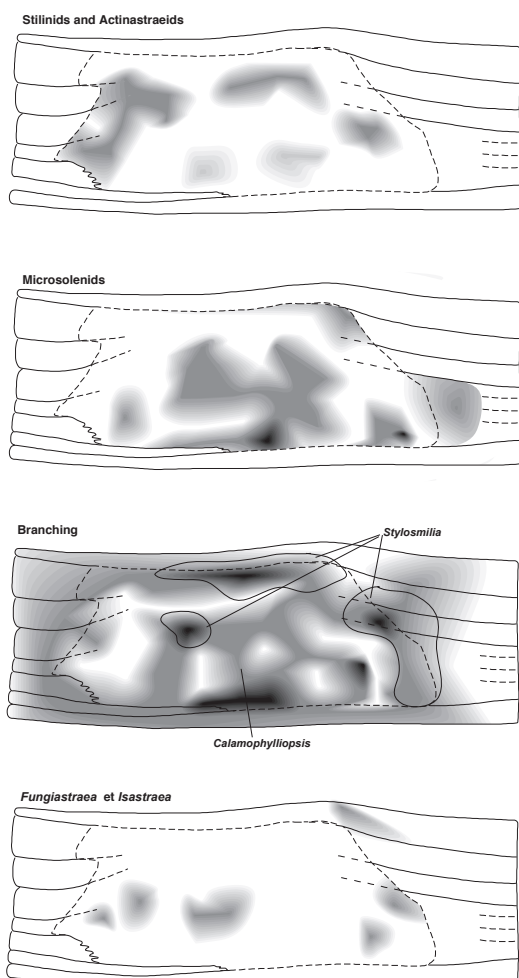 Stilinids and Actinastraeids
Microsolenids
Branching
Stylosmilia
Calamophylliopsis
Fungiastraea et Isastraea